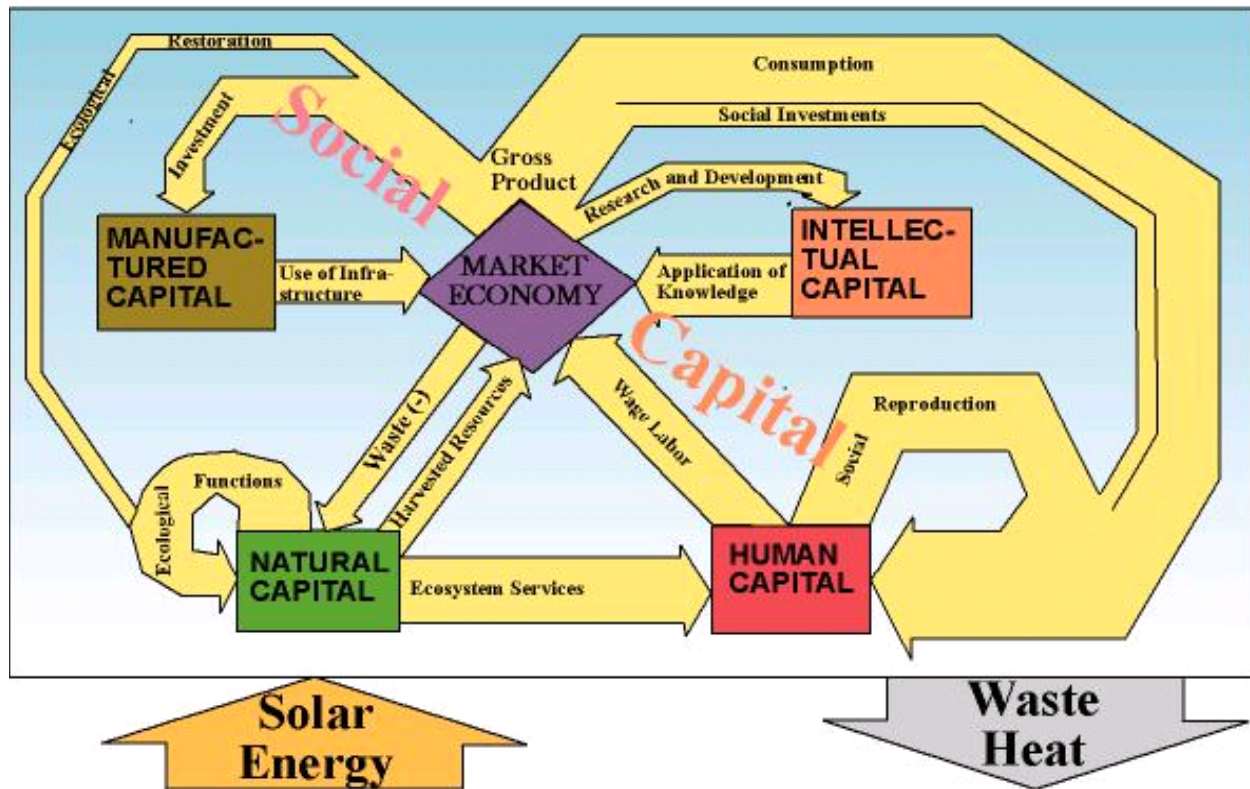 Restoration
Ecological
Investment
Social
Capital
Gross
Product
Consumption
Social Investments
Research and Development
MANUFAC-
TURED
CAPITAL
Use of Infra-
structure
MARKET
ECONOMY
Application of
Knowledge
INTELLEC-
TUAL
CAPITAL
Waste (-)
Harvested Resources
Wage Labor
Social
Reproduction
Ecological
Functions
NATURAL
CAPITAL
Ecosystem Services
HUMAN
CAPITAL
Solar
Energy
Waste
Heat